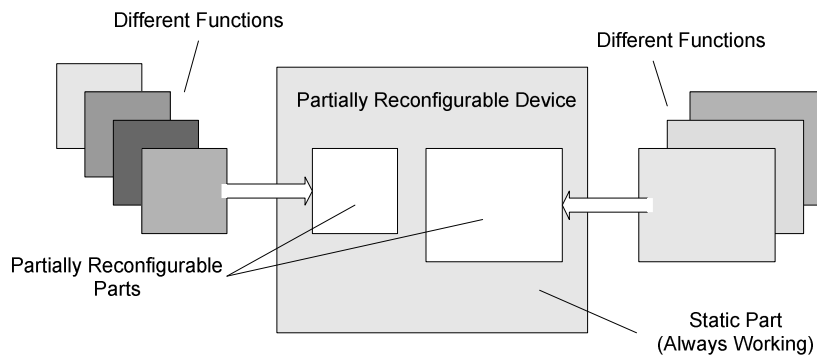 Different Functions
Different Functions
Partially Reconfigurable Device
Partially Reconfigurable
Parts
Static Part
(Always Working)